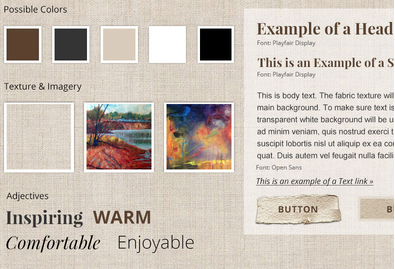 Possible Colors
Texture & Imagery
Adjectives
Inspiring WARM
Comfortable Enjoyable
Example of a Head
Font: Playfair Display
This is an Example of a S
Font: Playfair Display
This is body text. The fabric texture will
main background. To make sure text is
transparent white background will be u
ad minim veniam, quis nostrud exerci t
suscipit lobortis nisl ut aliquip ex ea cor
quat. Duis autem vel feugait nulla facili
Font: Open Sans
This is an example of a Text link »
BUTTON
B